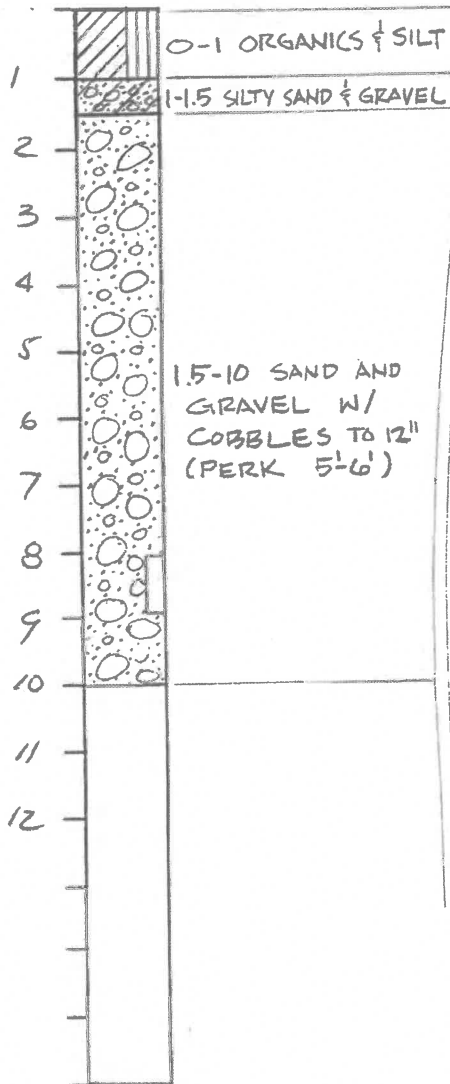 0-1 ORGANICS & SILT
1
1-1.5 SILTY SAND & GRAVEL
2
3
4
5
1.5-10 SAND AND
GRAVEL W/
6
COBBLES TO 12"
(PERK 5'-6')
7
8
9
10
11
12